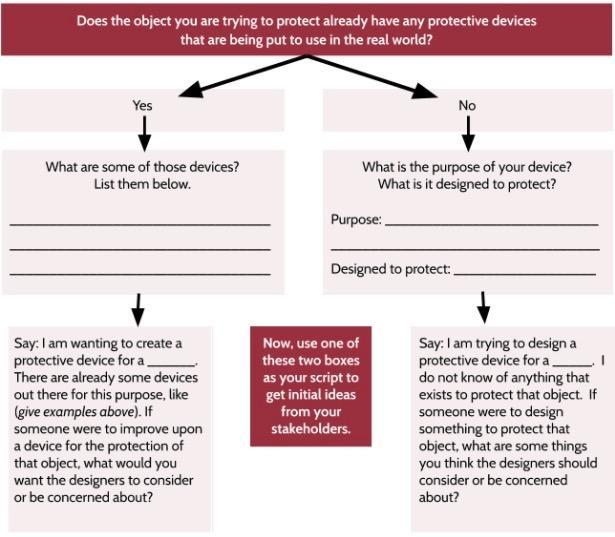 Does the object you are trying to protect already have any protective devices
that are being put to use in the real world?
Yes
No
What are some of those devices?
List them below.
What is the purpose of your device?
What is it designed to protect?
Purpose: ______________________________
Designed to protect: ____________________
Say: I am wanting to create a
protective device for a _______.
There are already some devices
out there for this purpose, like
(give examples above). If
someone were to improve upon
a device for the protection of
that object, what would you
want the designers to consider
or be concerned about?
Now, use one of
these two boxes
as your script to
get initial ideas
from your
stakeholders.
Say: I am trying to design a
protective device for a ______. I
do not know of anything that
exists to protect that object. If
someone were to design
something to protect that
object, what are some things
you think the designers should
consider or be concerned
about?